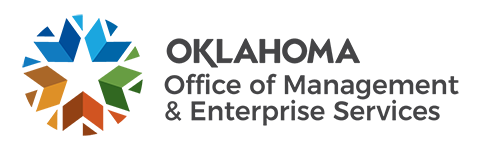 OKLAHOMA
Office of Management
& Enterprise Services